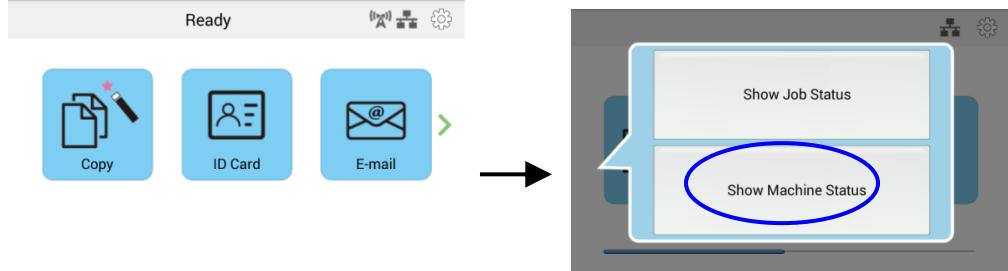 Ready
Copy
ID Card
@
E-mail
Show Job Status
Show Machine Status